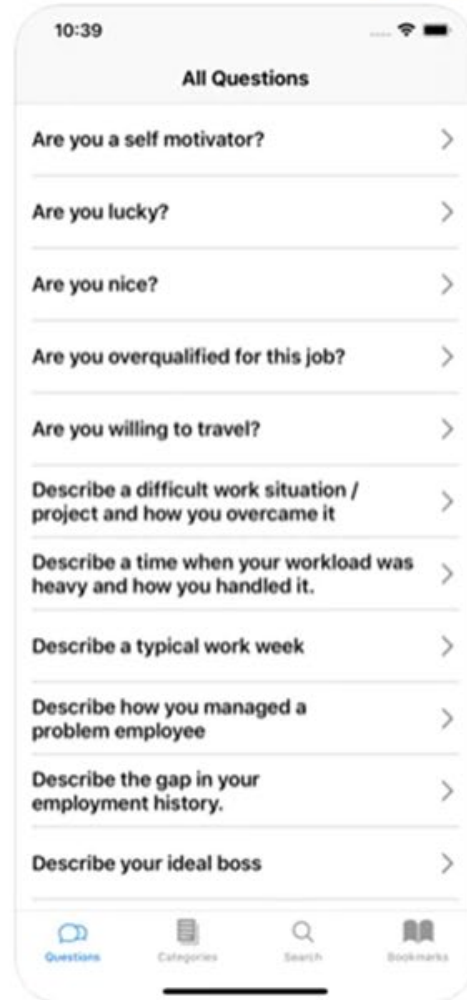 10:39
All Questions
Are you a self motivator?
Are you lucky?
Are you nice?
Are you overqualified for this job?
Are you willing to travel?
Describe a difficult work situation /
project and how you overcame it
Describe a time when your workload was
heavy and how you handled it.
Describe a typical work week
Describe how you managed a
problem employee
Describe the gap in your
employment history.
Describe your ideal boss
Questions Categories Search Bookmarks